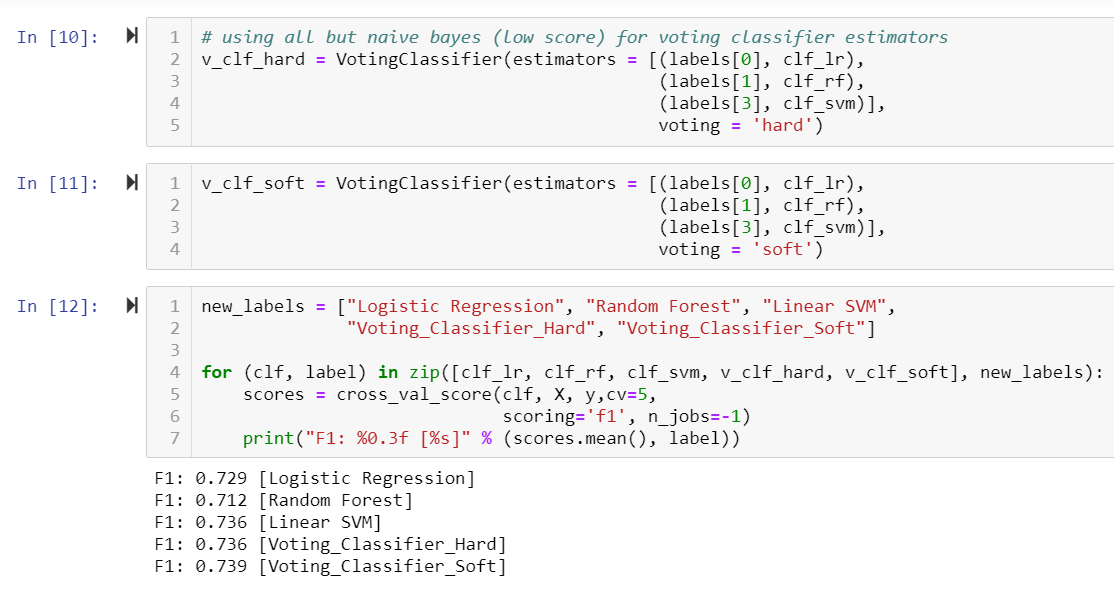 In [10]:
1 # using all but naive bayes (low score) for voting classifier estimators
2 v_clf_hard = VotingClassifier(estimators = [(labels[0], clf_lr),
3                                             (labels[1], clf_rf),
4                                             (labels[3], clf_svm)],
5                                             voting = 'hard')
In [11]:
1 v_clf_soft = VotingClassifier(estimators = [(labels[0], clf_lr),
2                                             (labels[1], clf_rf),
3                                             (labels[3], clf_svm)],
4                                             voting = 'soft')
In [12]:
1 new_labels = ["Logistic Regression", "Random Forest", "Linear SVM",
2               "Voting_Classifier_Hard", "Voting_Classifier_Soft"]
3
4 for (clf, label) in zip([clf_lr, clf_rf, clf_svm, v_clf_hard, v_clf_soft], new_labels):
5     scores = cross_val_score(clf, X, y,cv=5,
6                              scoring='f1', n_jobs=-1)
7     print("F1: %0.3f [%s]" % (scores.mean(), label))
F1: 0.729 [Logistic Regression]
F1: 0.712 [Random Forest]
F1: 0.736 [Linear SVM]
F1: 0.736 [Voting_Classifier_Hard]
F1: 0.739 [Voting_Classifier_Soft]